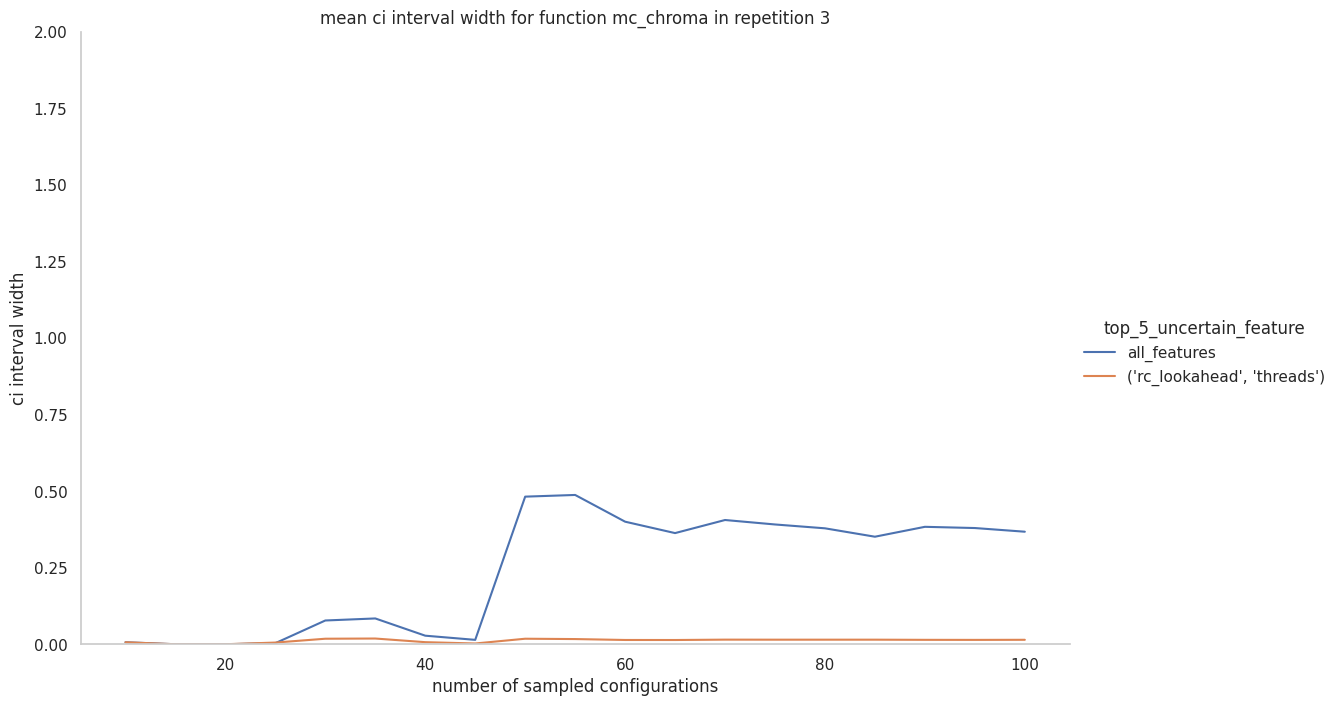 mean ci interval width for function mc_chroma in repetition 3
2.00
1.75
1.50
1.25
1.00
0.75
0.50
0.25
0.00
ci interval width
20
40
60
80
100
number of sampled configurations
top_5_uncertain_feature
all_features
('rc_lookahead', 'threads')